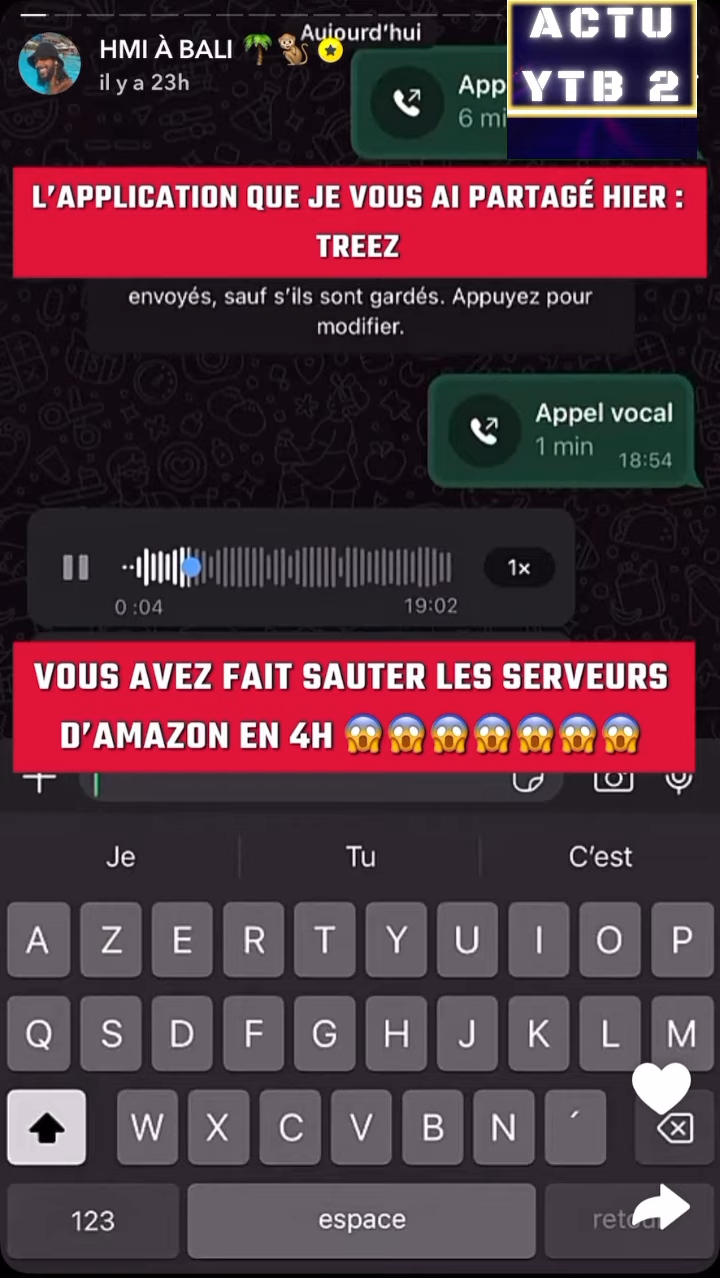 Aujourd'hui
HMI À BALI 🌴🐒
il y a 23h
ACTU
YTB 2
App
6 mi
L'APPLICATION QUE JE VOUS AI PARTAGÉ HIER :
TREEZ
envoyés, sauf s'ils sont gardés. Appuyez pour
modifier.
Appel vocal
1 min
18:54
1x
0:04
19:02
VOUS AVEZ FAIT SAUTER LES SERVEURS
D'AMAZON EN 4H 😱😱😱😱😱😱😱
Je Tu C'est
A Z E R T Y U I O P
Q S D F G H J K L M
W X C V B N ´
123 espace retou